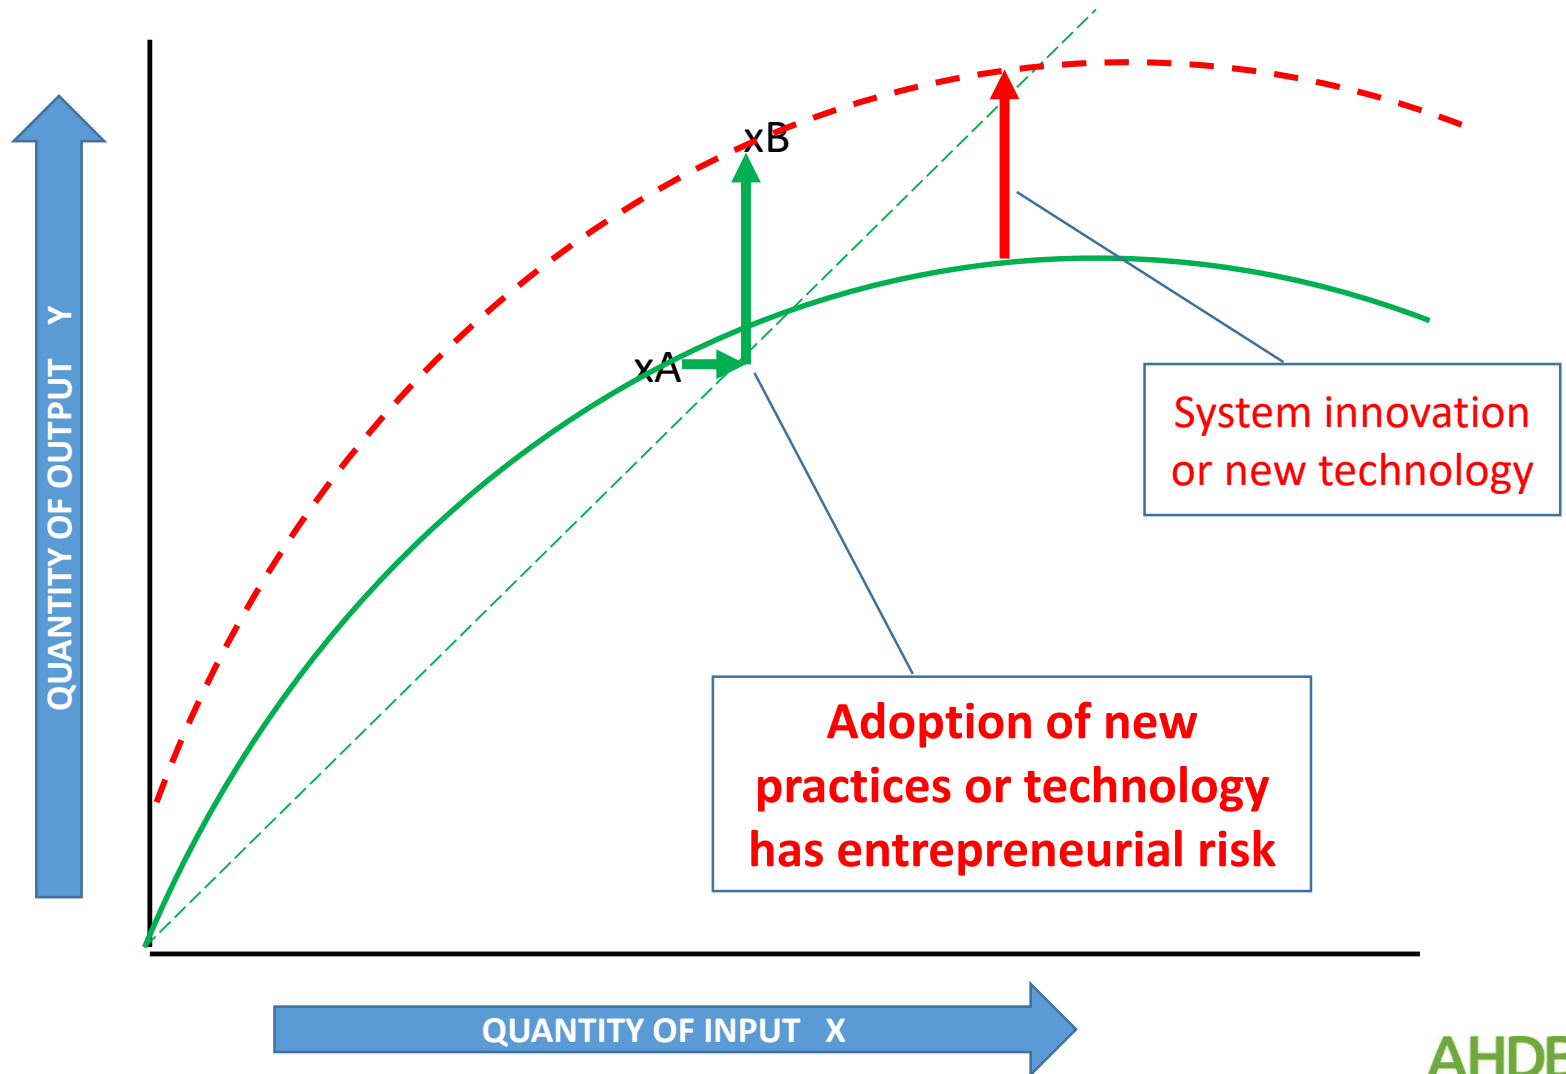 QUANTITY OF OUTPUT Y
xB
xA
System innovation
or new technology
Adoption of new
practices or technology
has entrepreneurial risk
QUANTITY OF INPUT X
AHDB